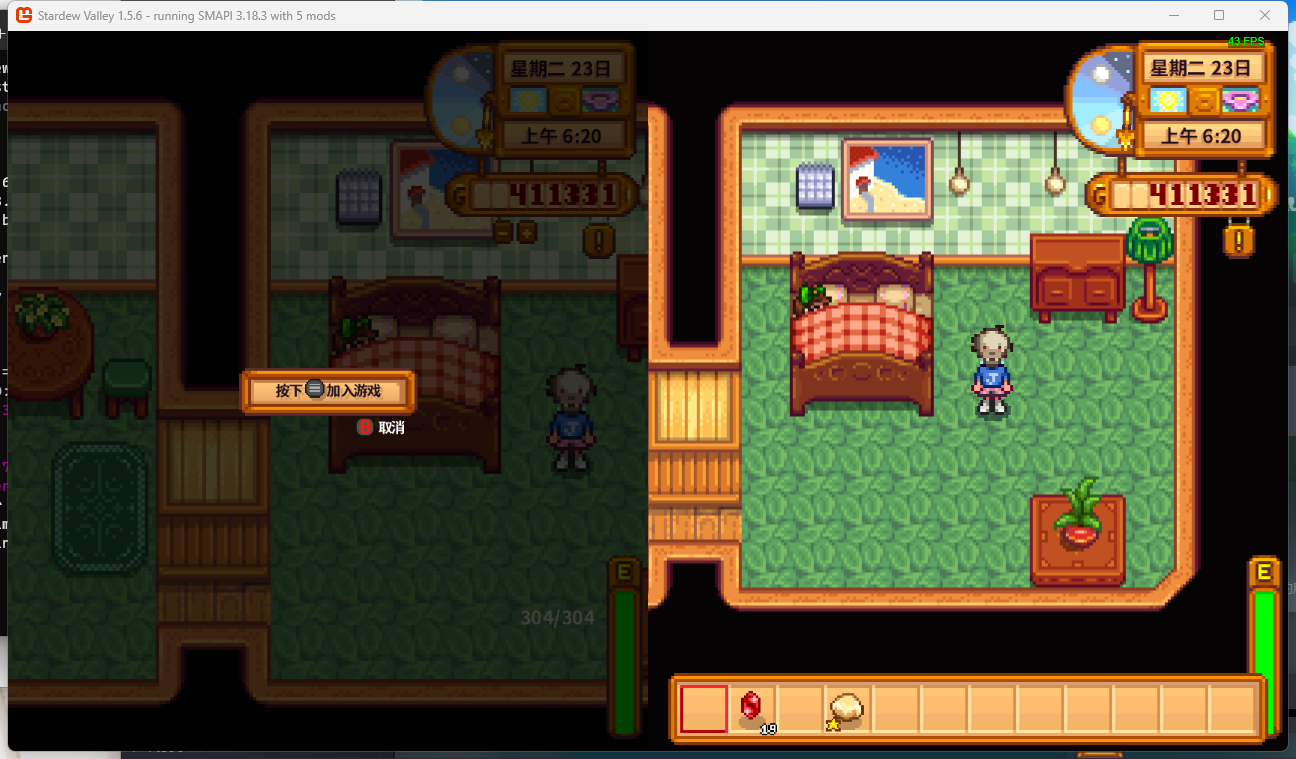 Stardew Valley 1.5.6 - running SMAPI 3.18.3 with 5 mods
43 FPS
星期二 23日
上午 6:20
G 411331
星期二 23日
上午 6:20
G 411331
按下 加入游戏
B 取消
J
J
E
304/304
E
19